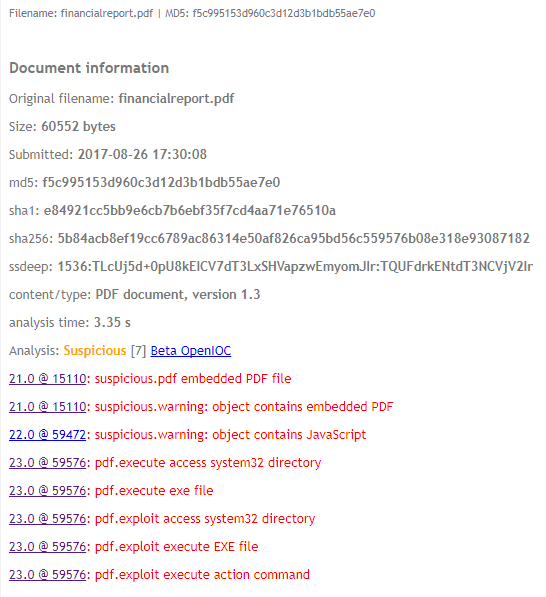 Filename: financialreport.pdf | MD5: f5c995153d960c3d12d3b1bdb55ae7e0
Document information
Original filename: financialreport.pdf
Size: 60552 bytes
Submitted: 2017-08-26 17:30:08
md5: f5c995153d960c3d12d3b1bdb55ae7e0
sha1: e84921cc5bb9e6cb7b6ebf35f7cd4aa71e76510a
sha256: 5b84acb8ef19cc6789ac86314e50af826ca95bd56c559576b08e318e93087182
ssdeep: 1536:TLcUj5d+0pU8kEICV7dT3LxSHVapzwEmyomJIr:TQUFdrkENtdT3NCVjV2Ir
content/type: PDF document, version 1.3
analysis time: 3.35 s
Analysis: Suspicious [7] Beta OpenIOC
21.0 @ 15110: suspicious.pdf embedded PDF file
21.0 @ 15110: suspicious.warning: object contains embedded PDF
22.0 @ 59472: suspicious.warning: object contains JavaScript
23.0 @ 59576: pdf.execute access system32 directory
23.0 @ 59576: pdf.execute exe file
23.0 @ 59576: pdf.exploit access system32 directory
23.0 @ 59576: pdf.exploit execute EXE file
23.0 @ 59576: pdf.exploit execute action command